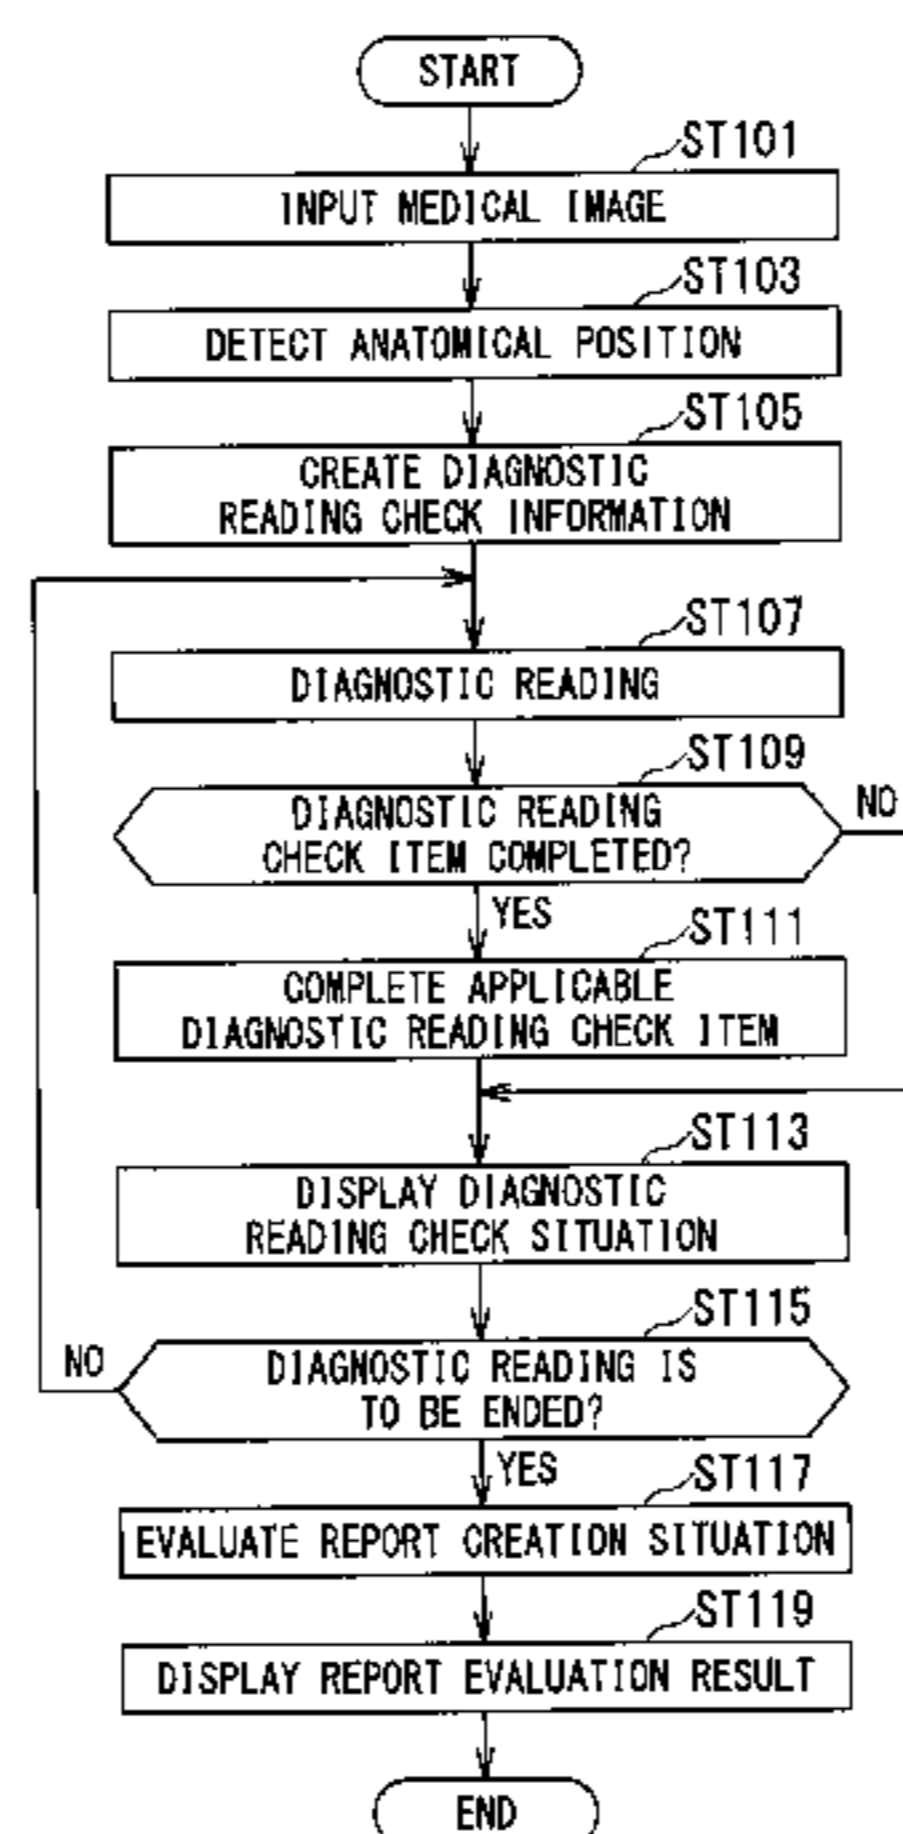 START
ST101
INPUT MEDICAL IMAGE
ST103
DETECT ANATOMICAL POSITION
ST105
CREATE DIAGNOSTIC
READING CHECK INFORMATION
ST107
DIAGNOSTIC READING
ST109
DIAGNOSTIC READING
CHECK ITEM COMPLETED?
NO
YES
ST111
COMPLETE APPLICABLE
DIAGNOSTIC READING CHECK ITEM
ST113
DISPLAY DIAGNOSTIC
READING CHECK SITUATION
ST115
NO
DIAGNOSTIC READING IS
TO BE ENDED?
YES
ST117
EVALUATE REPORT CREATION SITUATION
ST119
DISPLAY REPORT EVALUATION RESULT
END